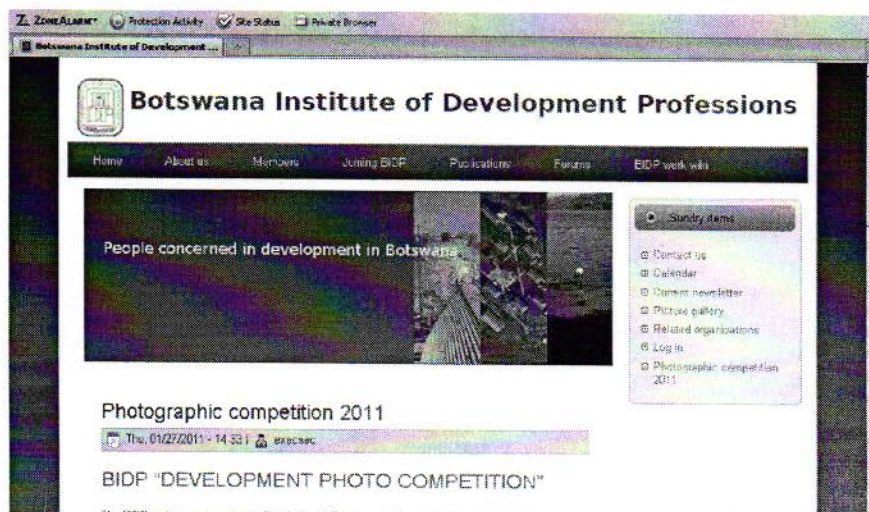 ZONEALARM Protection Activity Site Status Private Browser
Botswana Institute of Development ...
Botswana Institute of Development Professions
Home About us Members Joining BIDP Publications Forums BIDP work wiki
People concerned in development in Botswana
Sundry items
Contact us
Calendar
Current newsletter
Picture gallery
Related organisations
Log in
Photographic competition
2011
Photographic competition 2011
Thu, 01/27/2011 - 14:33 | execsec
BIDP "DEVELOPMENT PHOTO COMPETITION"